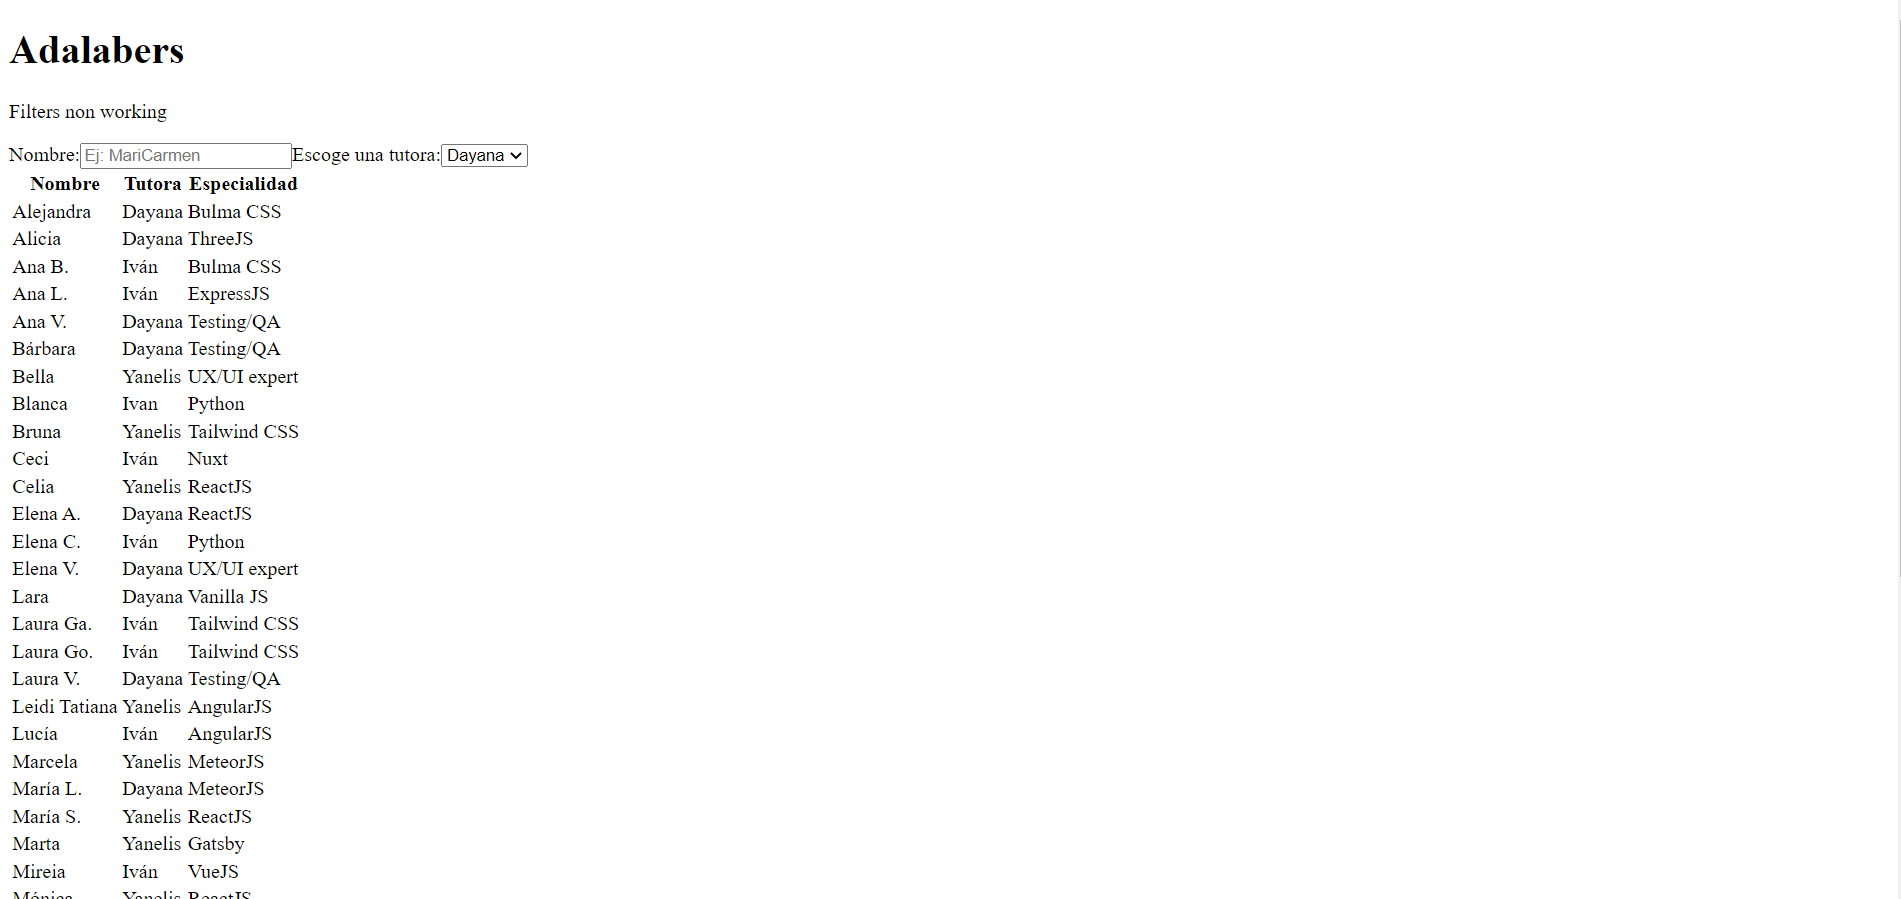 Adalabers
Filters non working
Nombre: Ej: MariCarmen Escoge una tutora: Dayana
Nombre Tutora Especialidad
Alejandra Dayana Bulma CSS
Alicia Dayana ThreeJS
Ana B. Iván Bulma CSS
Ana L. Iván ExpressJS
Ana V. Dayana Testing/QA
Bárbara Dayana Testing/QA
Bella Yanelis UX/UI expert
Blanca Ivan Python
Bruna Yanelis Tailwind CSS
Ceci Iván Nuxt
Celia Yanelis ReactJS
Elena A. Dayana ReactJS
Elena C. Iván Python
Elena V. Dayana UX/UI expert
Lara Dayana Vanilla JS
Laura Ga. Iván Tailwind CSS
Laura Go. Iván Tailwind CSS
Laura V. Dayana Testing/QA
Leidi Tatiana Yanelis AngularJS
Lucía Iván AngularJS
Marcela Yanelis MeteorJS
María L. Dayana MeteorJS
María S. Yanelis ReactJS
Marta Yanelis Gatsby
Mireia Iván VueJS
Mónica Yanelis ReactJS